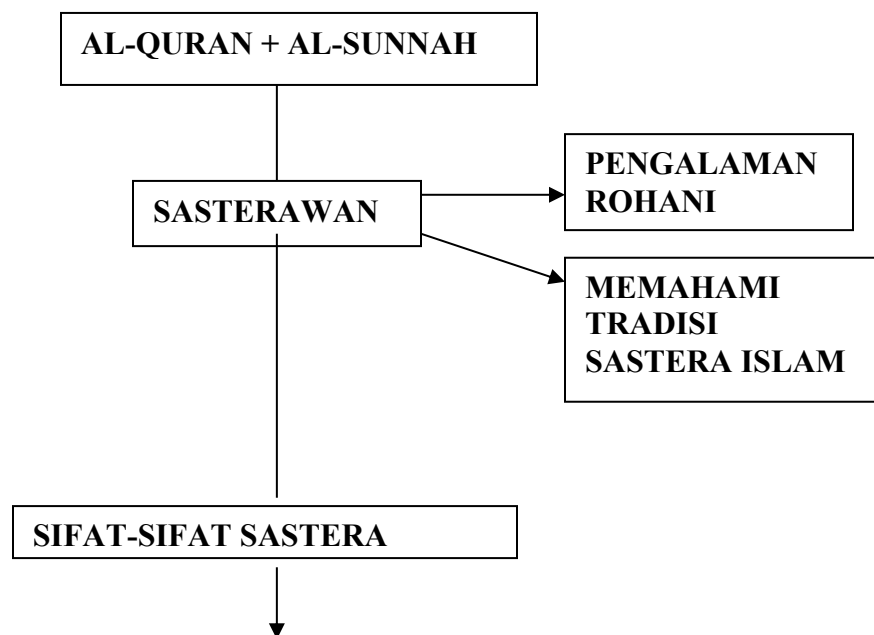 AL-QURAN + AL-SUNNAH
PENGALAMAN
ROHANI
SASTERAWAN
MEMAHAMI
TRADISI
SASTERA ISLAM
SIFAT-SIFAT SASTERA